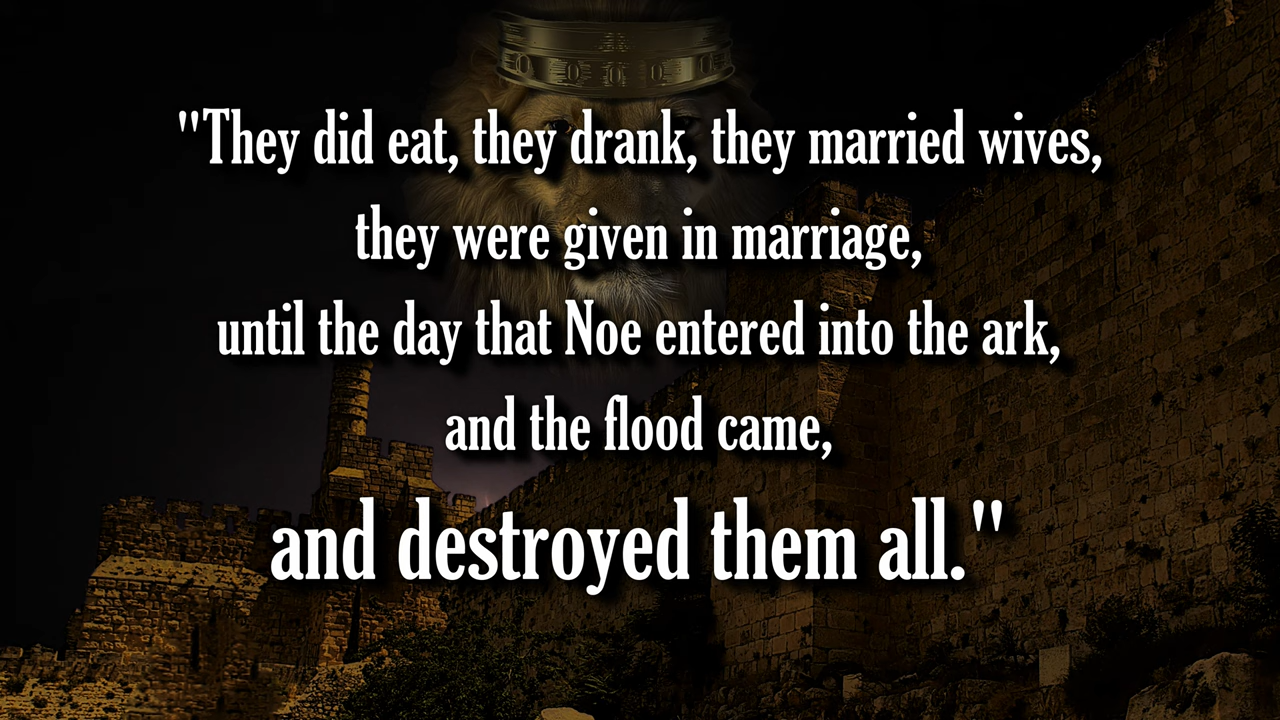 "They did eat, they drank, they married wives,
they were given in marriage,
until the day that Noe entered into the ark,
and the flood came,
and destroyed them all."